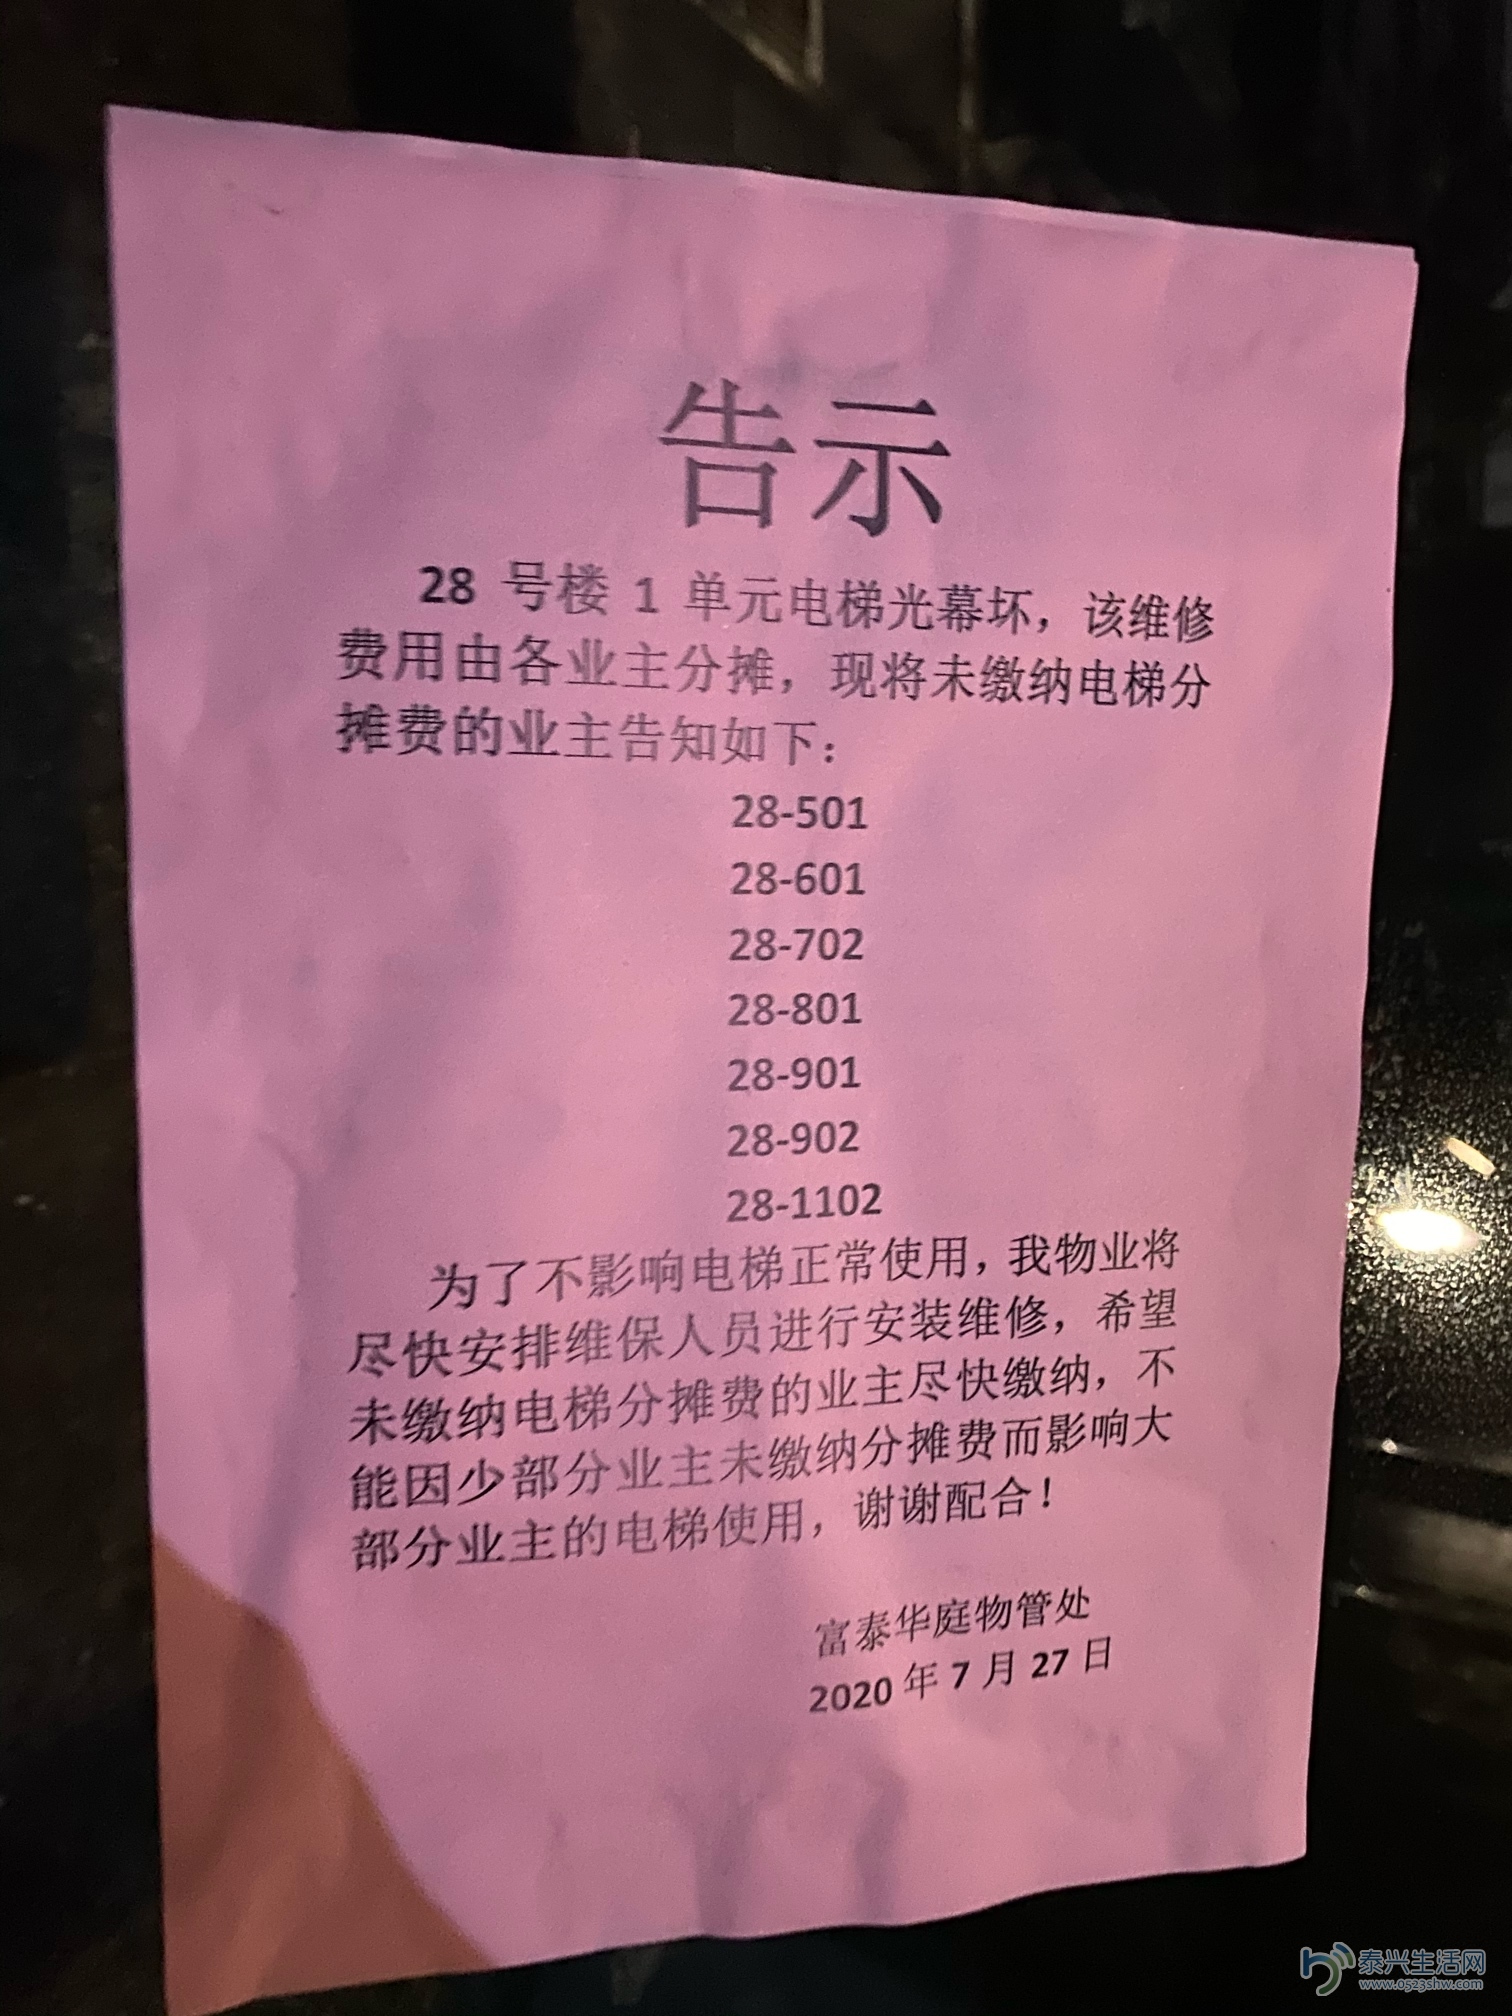 告示
28 号楼 1 单元电梯光幕坏，该维修
费用由各业主分摊，现将未缴纳电梯分
摊费的业主告知如下：
28-501
28-601
28-702
28-801
28-901
28-902
28-1102
为了不影响电梯正常使用，我物业将
尽快安排维保人员进行安装维修，希望
未缴纳电梯分摊费的业主尽快缴纳，不
能因少部分业主未缴纳分摊费而影响大
部分业主的电梯使用，谢谢配合！
富泰华庭物管处
2020 年 7 月 27 日
泰兴生活网
www.0523shw.com